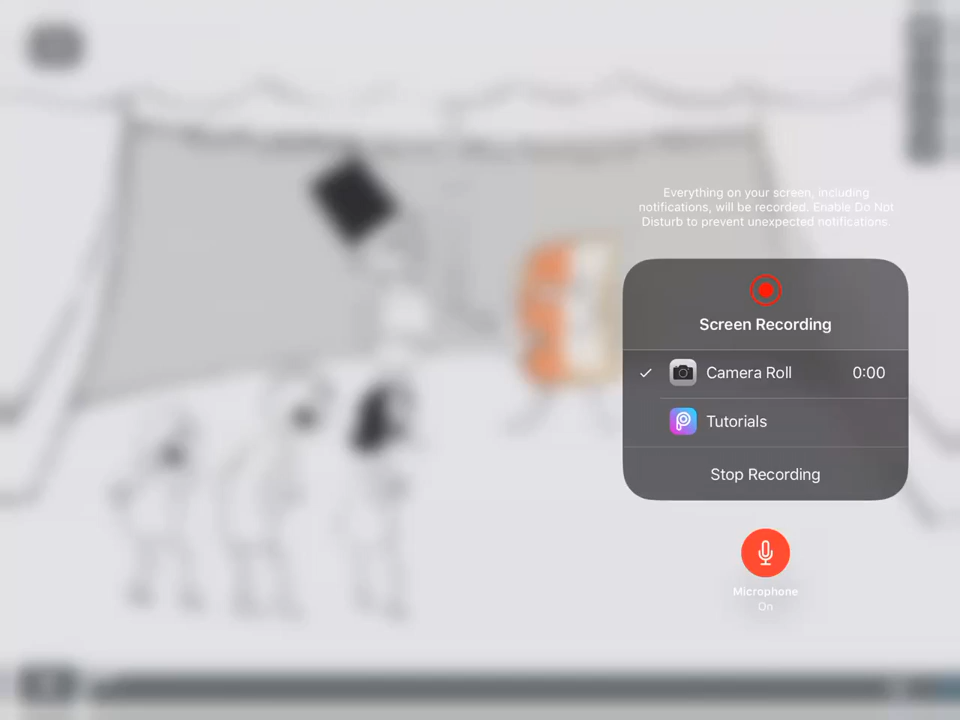 Everything on your screen, including
notifications, will be recorded. Enable Do Not
Disturb to prevent unexpected notifications.
Screen Recording
Camera Roll 0:00
Tutorials
Stop Recording
Microphone
On